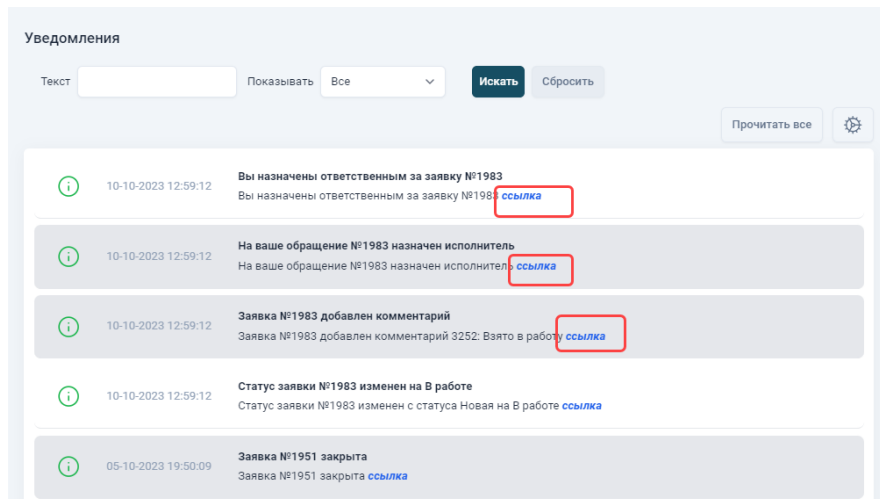 Уведомления
Текст Показывать Все Искать Сбросить
Прочитать все
Вы назначены ответственным за заявку №1983
10-10-2023 12:59:12
Вы назначены ответственным за заявку №1983 ссылка
На ваше обращение №1983 назначен исполнитель
10-10-2023 12:59:12
На ваше обращение №1983 назначен исполнитель ссылка
Заявка №1983 добавлен комментарий
10-10-2023 12:59:12
Заявка №1983 добавлен комментарий 3252: Взято в работу ссылка
Статус заявки №1983 изменен на В работе
10-10-2023 12:59:12
Статус заявки №1983 изменен с статуса Новая на В работе ссылка
Заявка №1951 закрыта
05-10-2023 19:50:09
Заявка №1951 закрыта ссылка